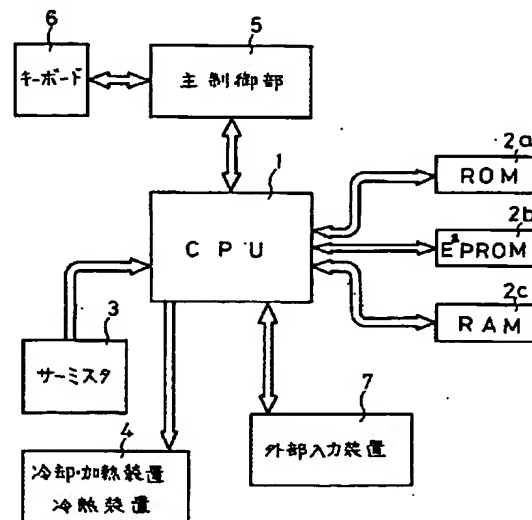 6
キーボード
5
主制御部
1
CPU
2a
ROM
2b
E²PROM
2c
RAM
3
サーミスタ
4
冷却・加熱装置
冷熱装置
7
外部入力装置